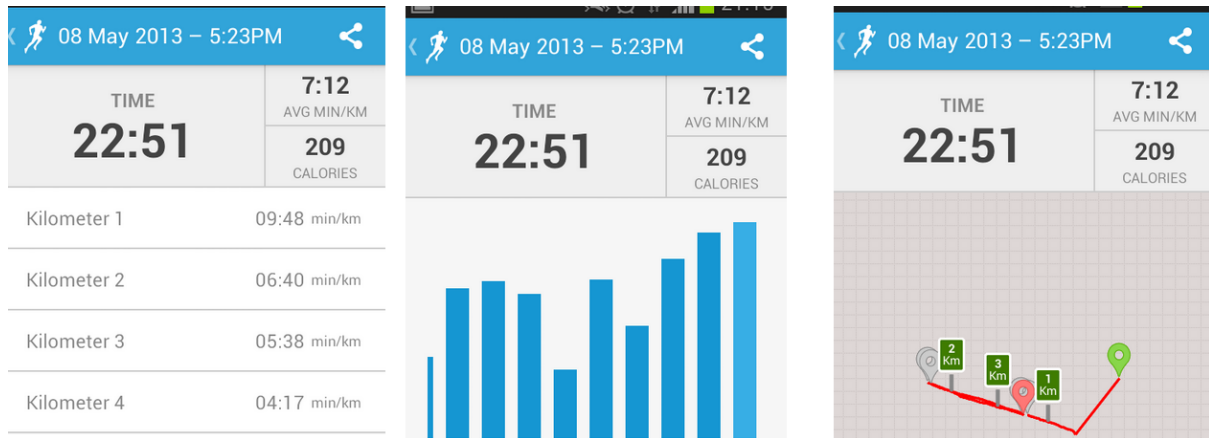 08 May 2013 – 5:23PM
TIME
22:51
7:12
AVG MIN/KM
209
CALORIES
Kilometer 1 09:48 min/km
Kilometer 2 06:40 min/km
Kilometer 3 05:38 min/km
Kilometer 4 04:17 min/km
08 May 2013 – 5:23PM
TIME
22:51
7:12
AVG MIN/KM
209
CALORIES
08 May 2013 – 5:23PM
TIME
22:51
7:12
AVG MIN/KM
209
CALORIES
2
Km
3
Km
1
Km